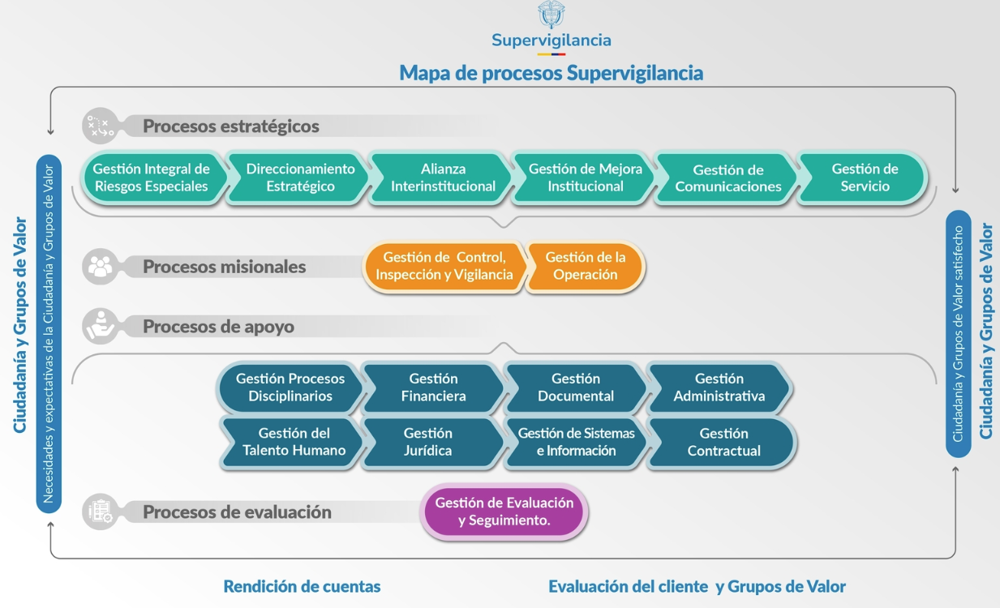 Supervigilancia
Mapa de procesos Supervigilancia
Procesos estratégicos
Gestión Integral de
Riesgos Especiales
Direccionamiento
Estratégico
Alianza
Interinstitucional
Gestión de Mejora
Institucional
Gestión de
Comunicaciones
Gestión de
Servicio
Ciudadanía y Grupos de Valor
Necesidades y expectativas de la Ciudadanía y Grupos de Valor
Procesos misionales
Gestión de  Control,
Inspección y Vigilancia
Gestión de la
Operación
Ciudadanía y Grupos de Valor satisfecho
Ciudadanía y Grupos de Valor
Procesos de apoyo
Gestión Procesos
Disciplinarios
Gestión
Financiera
Gestión
Documental
Gestión
Administrativa
Gestión del
Talento Humano
Gestión
Jurídica
Gestión de Sistemas
e Información
Gestión
Contractual
Procesos de evaluación
Gestión de Evaluación
y Seguimiento.
Rendición de cuentas
Evaluación del cliente  y Grupos de Valor